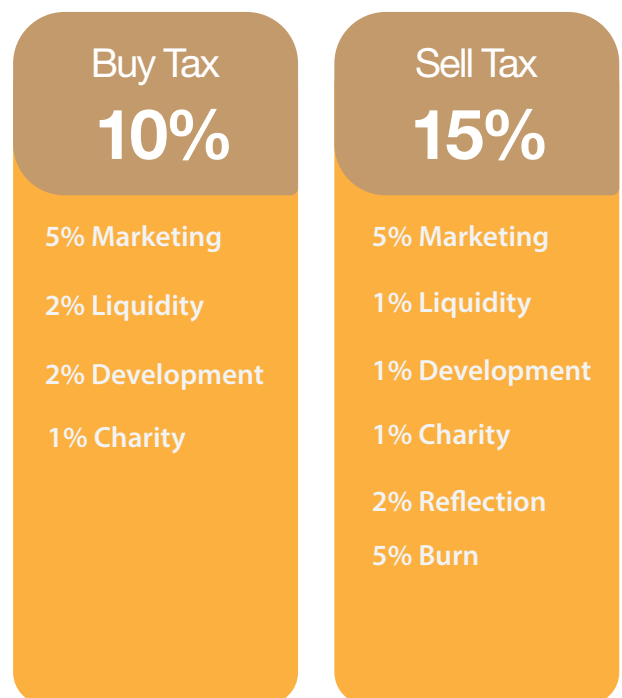 Buy Tax
10%
5% Marketing
2% Liquidity
2% Development
1% Charity
Sell Tax
15%
5% Marketing
1% Liquidity
1% Development
1% Charity
2% Reflection
5% Burn